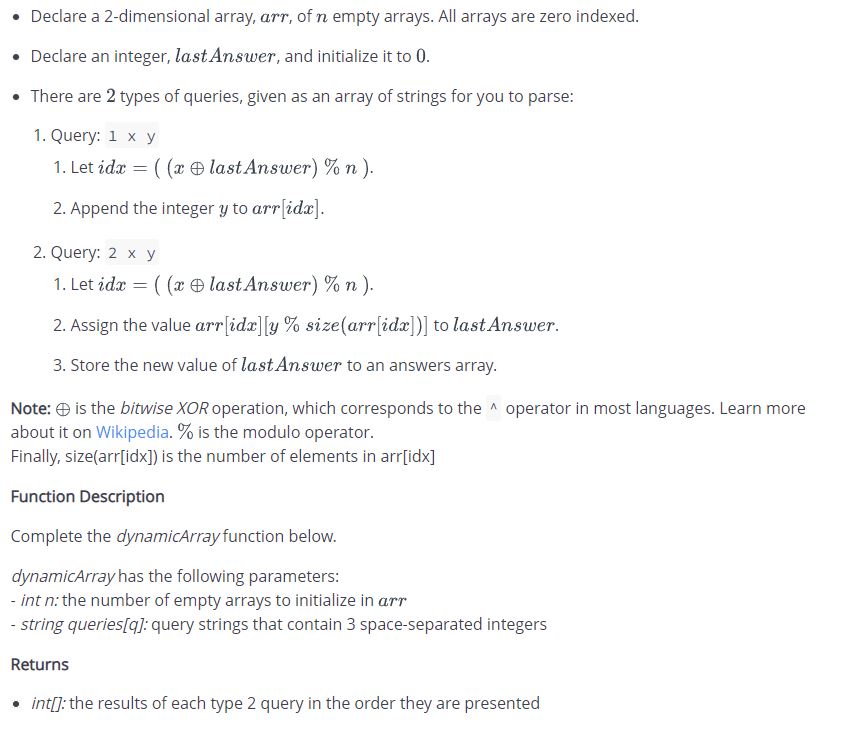 • Declare a 2-dimensional array, arr, of n empty arrays. All arrays are zero indexed.
• Declare an integer, lastAnswer, and initialize it to 0.
• There are 2 types of queries, given as an array of strings for you to parse:
1. Query: 1 x y
1. Let idx = ( (x ⊕ lastAnswer) % n ).
2. Append the integer y to arr[idx].
2. Query: 2 x y
1. Let idx = ( (x ⊕ lastAnswer) % n ).
2. Assign the value arr[idx][y % size(arr[idx])] to lastAnswer.
3. Store the new value of lastAnswer to an answers array.
Note: ⊕ is the bitwise XOR operation, which corresponds to the ^ operator in most languages. Learn more
about it on Wikipedia. % is the modulo operator.
Finally, size(arr[idx]) is the number of elements in arr[idx]
Function Description
Complete the dynamicArray function below.
dynamicArray has the following parameters:
- int n: the number of empty arrays to initialize in arr
- string queries[q]: query strings that contain 3 space-separated integers
Returns
• int[]: the results of each type 2 query in the order they are presented